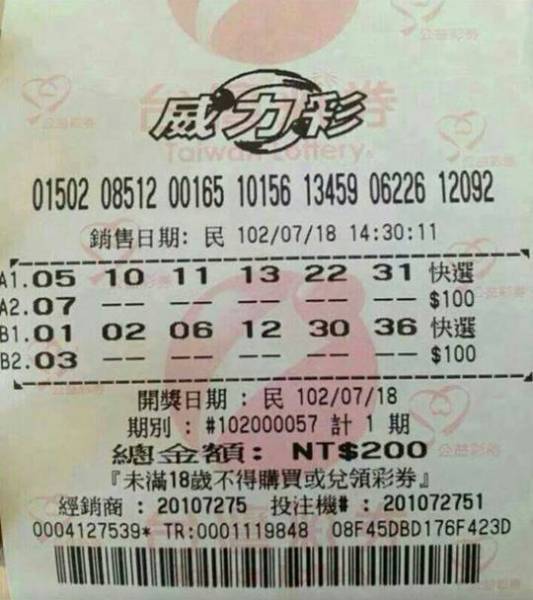 威力彩
Taiwan Lottery
01502 08512 00165 10156 13459 06226 12092
銷售日期: 民 102/07/18 14:30:11
A1.05 10 11 13 22 31 快選
A2.07 -- -- -- -- -- $100
B1.01 02 06 12 30 36 快選
B2.03 -- -- -- -- -- $100
開獎日期 : 民 102/07/18
期別 : #102000057 計 1 期
總金額: NT$200
『未滿18歲不得購買或兌領彩券』
經銷商 : 20107275 投注機# : 201072751
0004127539* TR:0001119848 08F45DBD176F423D